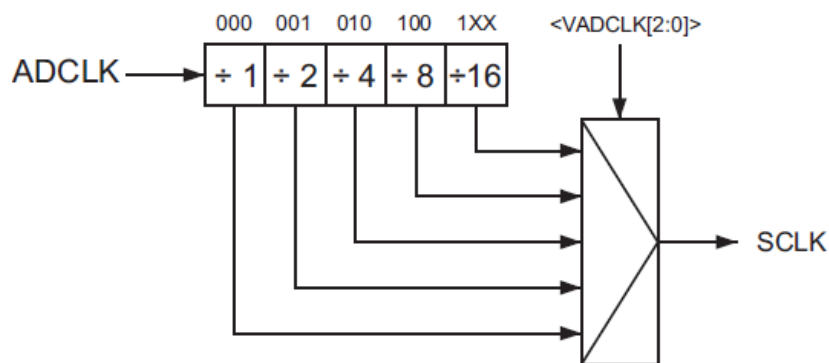 000 001 010 100 1XX <VADCLK[2:0]>
ADCLK ÷ 1 ÷ 2 ÷ 4 ÷ 8 ÷16
SCLK